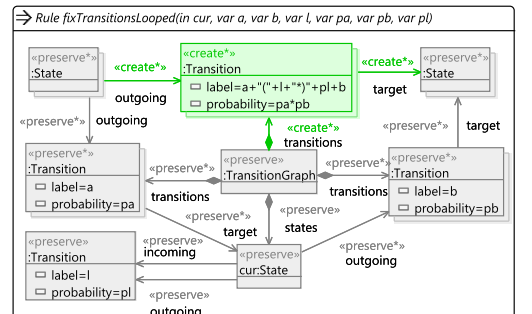 Rule fixTransitionsLooped(in cur, var a, var b, var l, var pa, var pb, var pl)
«preserve*»
:State
«create*»
outgoing
«create*»
:Transition
label=a+"("+l+"*)"+pl+b
probability=pa*pb
«create*»
target
«preserve*»
:State
«preserve*»
outgoing
«create*»
transitions
«preserve*»
target
«preserve*»
:Transition
label=a
probability=pa
«preserve*»
transitions
«preserve»
:TransitionGraph
«preserve*»
transitions
«preserve*»
:Transition
label=b
probability=pb
«preserve*»
target
«preserve»
states
«preserve*»
outgoing
«preserve»
:Transition
label=l
probability=pl
«preserve»
incoming
«preserve»
cur:State
«preserve»
outgoing